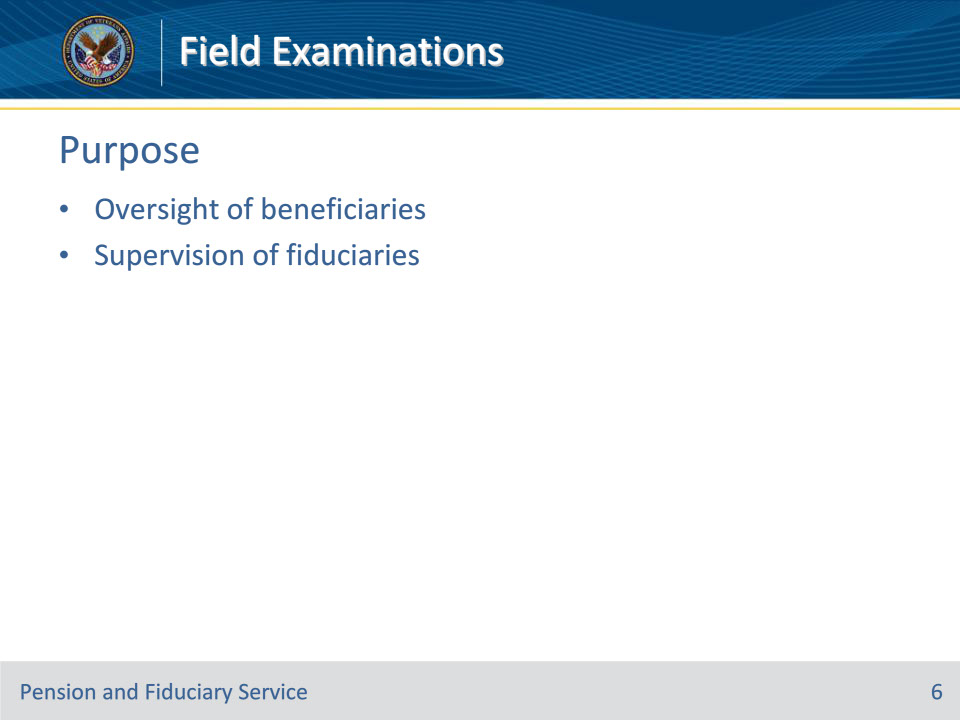 Field Examinations
Purpose
• Oversight of beneficiaries
• Supervision of fiduciaries
Pension and Fiduciary Service
6